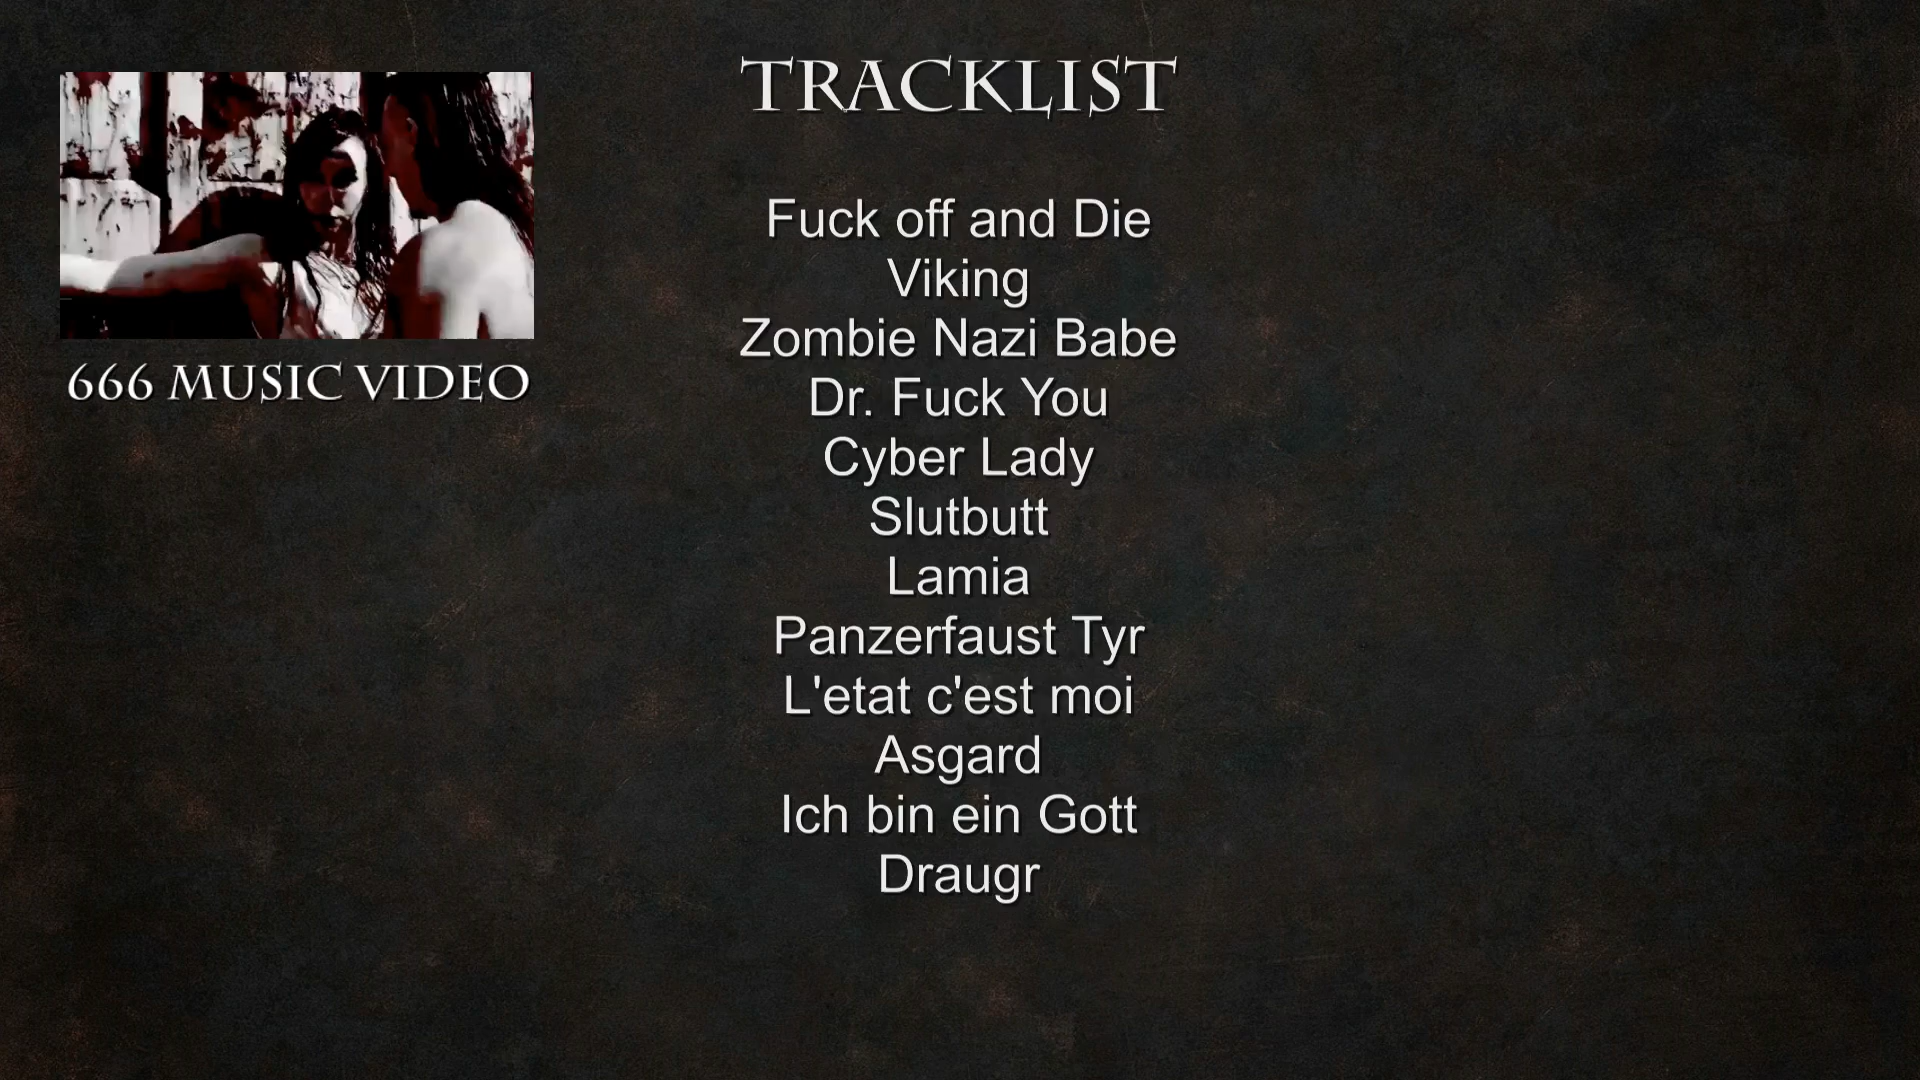 TRACKLIST
Fuck off and Die
Viking
Zombie Nazi Babe
Dr. Fuck You
Cyber Lady
Slutbutt
Lamia
Panzerfaust Tyr
L'etat c'est moi
Asgard
Ich bin ein Gott
Draugr
666 MUSIC VIDEO